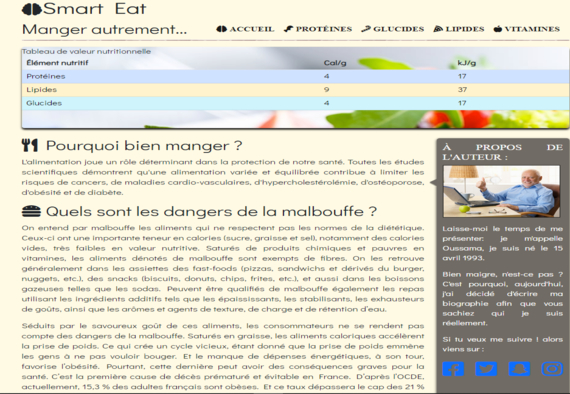 Smart Eat
Manger autrement...
ACCUEIL PROTÉINES GLUCIDES LIPIDES VITAMINES
Tableau de valeur nutritionnelle
Élément nutritif Cal/g kJ/g
Protéines 4 17
Lipides 9 37
Glucides 4 17
Pourquoi bien manger ?
L'alimentation joue un rôle déterminant dans la protection de notre santé. Toutes les études
scientifiques démontrent qu'une alimentation variée et équilibrée contribue à limiter les
risques de cancers, de maladies cardio-vasculaires, d'hypercholestérolémie, d'ostéoporose,
d'obésité et de diabète.
Quels sont les dangers de la malbouffe ?
On entend par malbouffe les aliments qui ne respectent pas les normes de la diététique.
Ceux-ci ont une importante teneur en calories (sucre, graisse et sel), notamment des calories
vides, très faibles en valeur nutritive. Saturés de produits chimiques et pauvres en
vitamines, les aliments dénotés de malbouffe sont exempts de fibres. On les retrouve
généralement dans les assiettes des fast-foods (pizzas, sandwichs et dérivés du burger,
nuggets, etc.), des snacks (biscuits, donuts, chips, frites, etc.), et aussi dans les boissons
gazeuses telles que les sodas. Peuvent être qualifiés de malbouffe également les repas
utilisant les ingrédients additifs tels que les épaississants, les stabilisants, les exhausteurs
de goûts, ainsi que les arômes et agents de texture, de charge et de rétention d'eau.
Séduits par le savoureux goût de ces aliments, les consommateurs ne se rendent pas
compte des dangers de la malbouffe. Saturés en graisse, les aliments caloriques accélèrent
la prise de poids. Ce qui crée un cycle vicieux, étant donné que la prise de poids emmène
les gens à ne pas vouloir bouger. Et le manque de dépenses énergétiques, à son tour,
favorise l'obésité. Pourtant, cette dernière peut avoir des conséquences graves pour la
santé. C'est la première cause de décès prématuré et évitable en France. D'après l'OCDE,
actuellement, 15,3 % des adultes français sont obèses. Et ce taux dépassera le cap des 21 %
À PROPOS DE
L'AUTEUR :
Laisse-moi le temps de me
présenter: je m'appelle
Oussama, je suis né le 15
avril 1993.
Bien maigre, n'est-ce pas ?
C'est pourquoi, aujourd'hui,
j'ai décidé d'écrire ma
biographie afin que vous
sachiez qui je suis
réellement.
Si tu veux me suivre ! alors
viens sur :